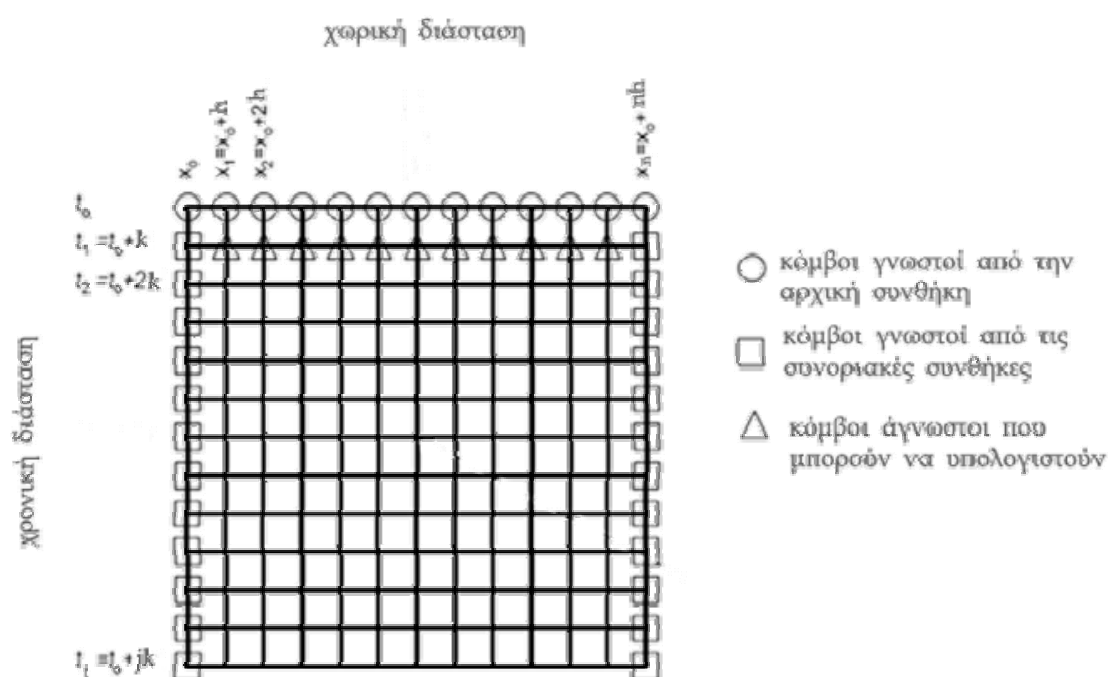 χωρική διάσταση
x₀
x₁=x₀+h
x₂=x₀+2h
xₙ=x₀+nh
t₀
t₁=t₀+k
t₂=t₀+2k
tⱼ=t₀+jk
χρονική διάσταση
κόμβοι γνωστοί από την
αρχική συνθήκη
κόμβοι γνωστοί από τις
συνοριακές συνθήκες
κόμβοι άγνωστοι που
μπορούν να υπολογιστούν